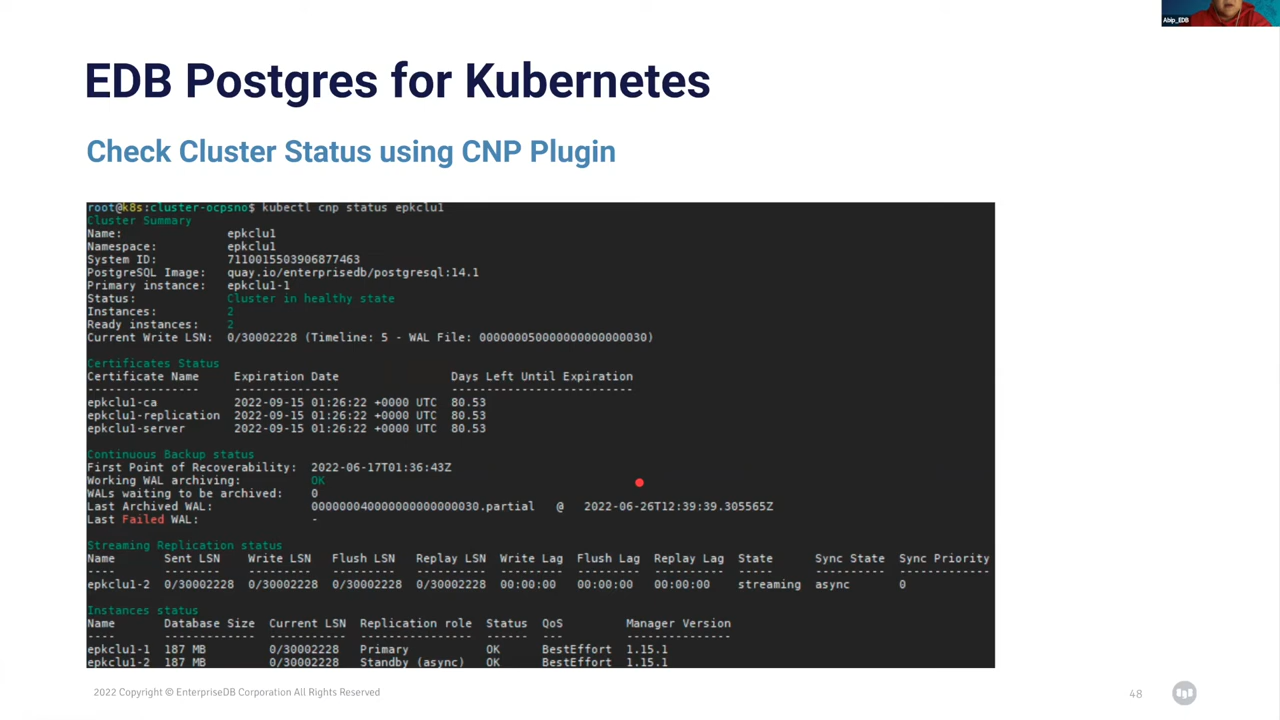 Abip_EDB
EDB Postgres for Kubernetes
Check Cluster Status using CNP Plugin
root@k8s:cluster-ocpsno$ kubectl cnp status epkclu1
Cluster Summary
Name: epkclu1
Namespace: epkclu1
System ID: 7110015503906877463
PostgreSQL Image: quay.io/enterprisedb/postgresql:14.1
Primary instance: epkclu1-1
Status: Cluster in healthy state
Instances: 2
Ready instances: 2
Current Write LSN: 0/30002228 (Timeline: 5 - WAL File: 000000050000000000000030)
Certificates Status
Certificate Name Expiration Date Days Left Until Expiration
---------------- --------------- --------------------------
epkclu1-ca 2022-09-15 01:26:22 +0000 UTC 80.53
epkclu1-replication 2022-09-15 01:26:22 +0000 UTC 80.53
epkclu1-server 2022-09-15 01:26:22 +0000 UTC 80.53
Continuous Backup status
First Point of Recoverability: 2022-06-17T01:36:43Z
Working WAL archiving: OK
WALs waiting to be archived: 0
Last Archived WAL: 000000040000000000000030.partial @ 2022-06-26T12:39:39.305565Z
Last Failed WAL: -
Streaming Replication status
Name Sent LSN Write LSN Flush LSN Replay LSN Write Lag Flush Lag Replay Lag State Sync State Sync Priority
---- -------- --------- --------- ---------- --------- --------- ---------- ----- ---------- -------------
epkclu1-2 0/30002228 0/30002228 0/30002228 0/30002228 00:00:00 00:00:00 00:00:00 streaming async 0
Instances status
Name Database Size Current LSN Replication role Status QoS Manager Version
---- ------------- ----------- ---------------- ------ --- ---------------
epkclu1-1 187 MB 0/30002228 Primary OK BestEffort 1.15.1
epkclu1-2 187 MB 0/30002228 Standby (async) OK BestEffort 1.15.1
2022 Copyright © EnterpriseDB Corporation All Rights Reserved
48